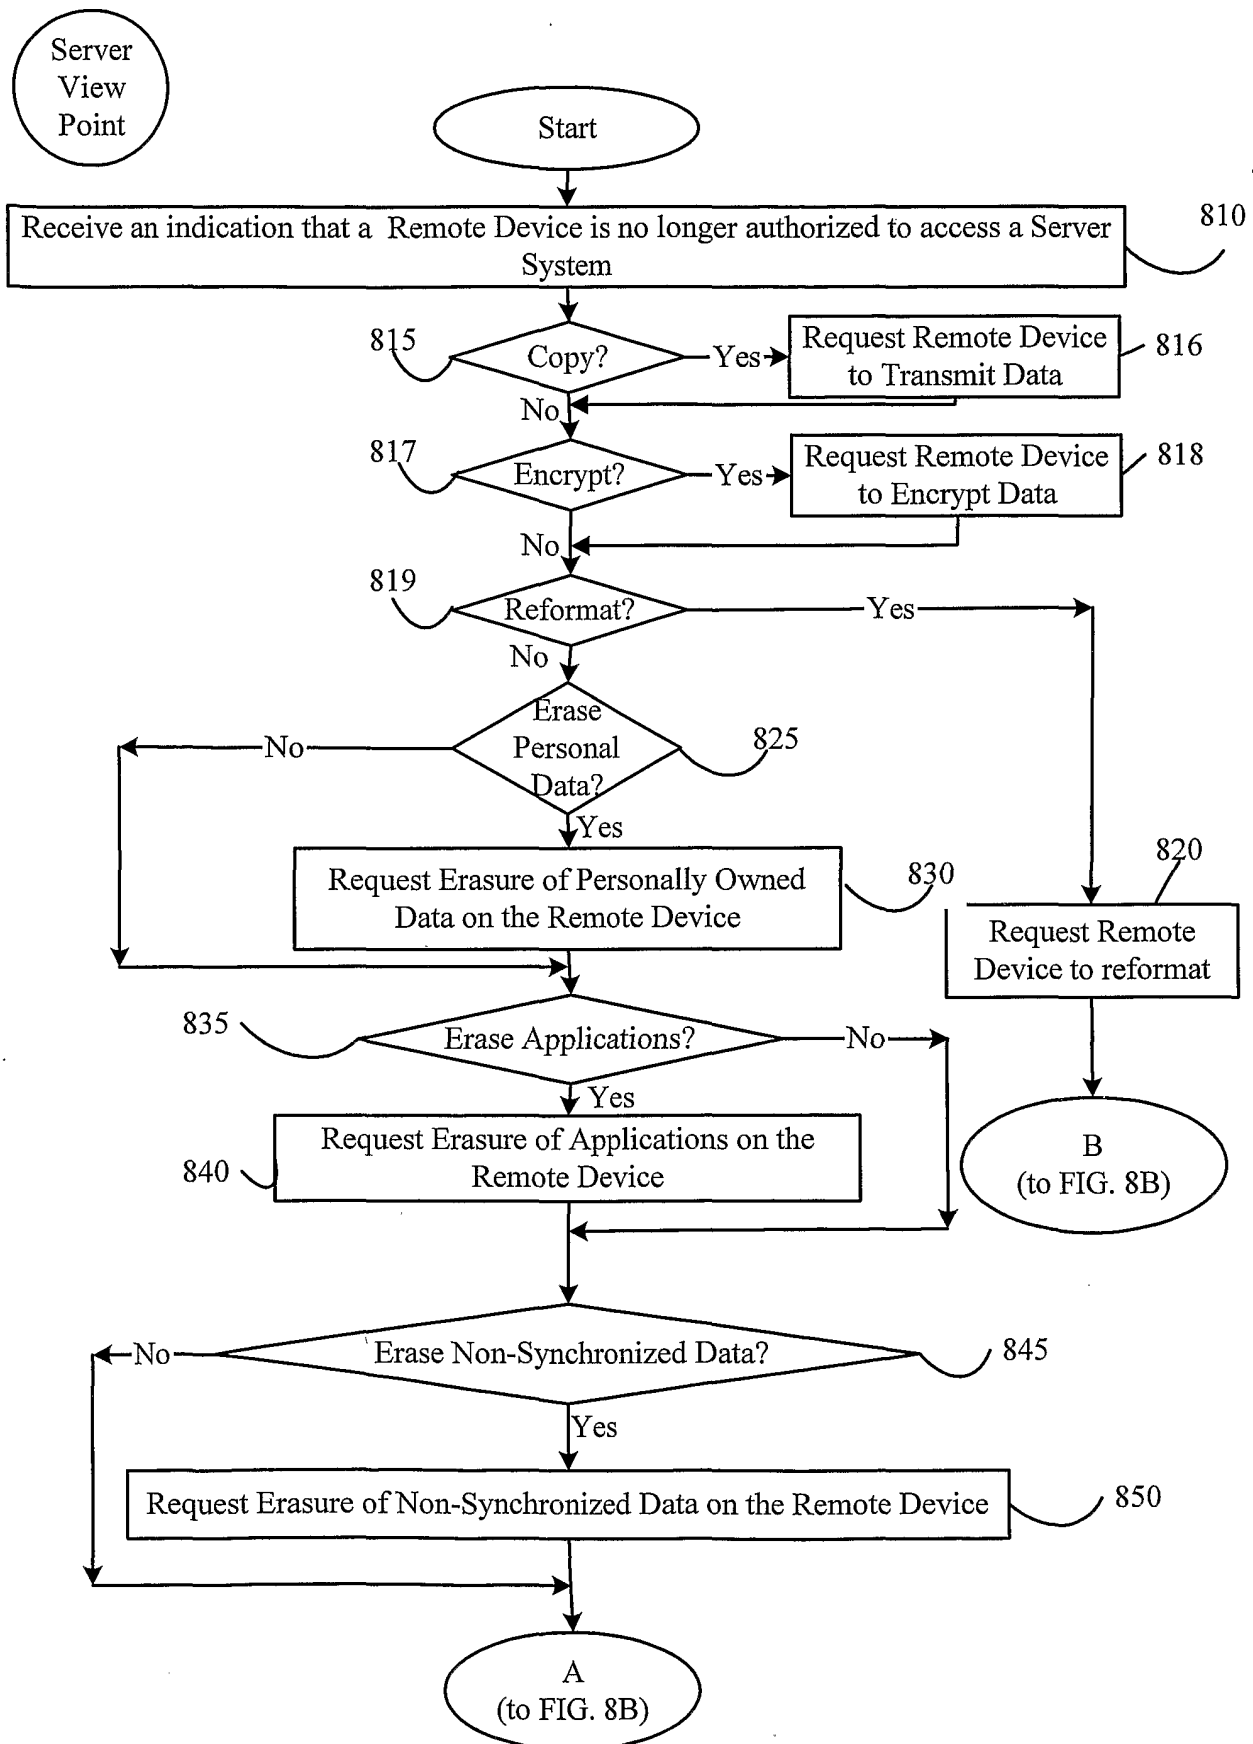 Server
View
Point
Start
Receive an indication that a Remote Device is no longer authorized to access a Server
System
810
815
Copy?
Yes
Request Remote Device
to Transmit Data
816
No
817
Encrypt?
Yes
Request Remote Device
to Encrypt Data
818
No
819
Reformat?
Yes
No
Erase
Personal
Data?
No
825
Yes
Request Erasure of Personally Owned
Data on the Remote Device
830
820
Request Remote
Device to reformat
835
Erase Applications?
No
Yes
Request Erasure of Applications on the
Remote Device
840
B
(to FIG. 8B)
No
Erase Non-Synchronized Data?
845
Yes
Request Erasure of Non-Synchronized Data on the Remote Device
850
A
(to FIG. 8B)